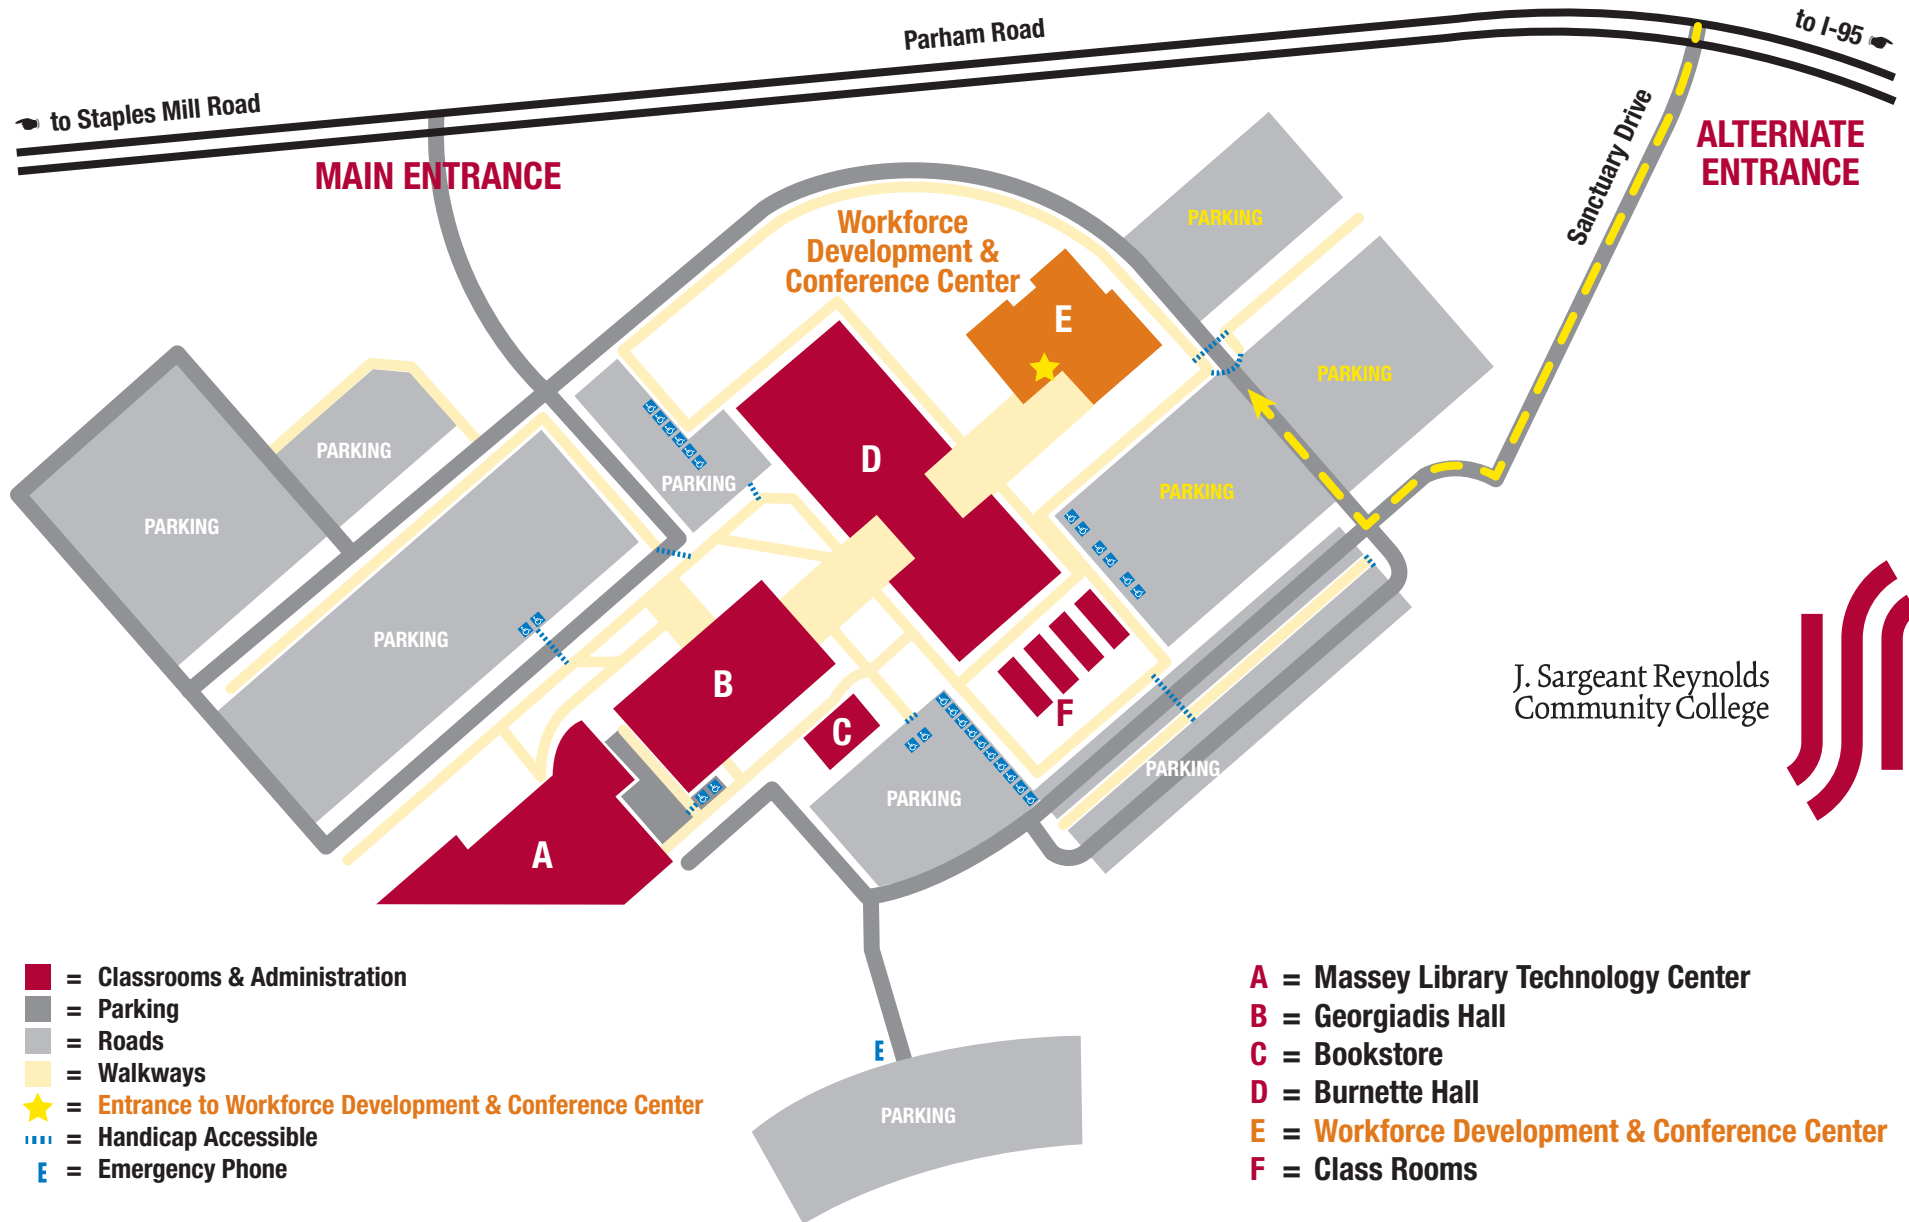 Parham Road
to I-95
to Staples Mill Road
MAIN ENTRANCE
Sanctuary Drive
ALTERNATE
ENTRANCE
Workforce
Development &
Conference Center
PARKING
E
PARKING
PARKING
D
PARKING
PARKING
PARKING
PARKING
B
C
F
PARKING
PARKING
A
J. Sargeant Reynolds
Community College
= Classrooms & Administration
= Parking
= Roads
= Walkways
= Entrance to Workforce Development & Conference Center
= Handicap Accessible
E = Emergency Phone
E
PARKING
A = Massey Library Technology Center
B = Georgiadis Hall
C = Bookstore
D = Burnette Hall
E = Workforce Development & Conference Center
F = Class Rooms